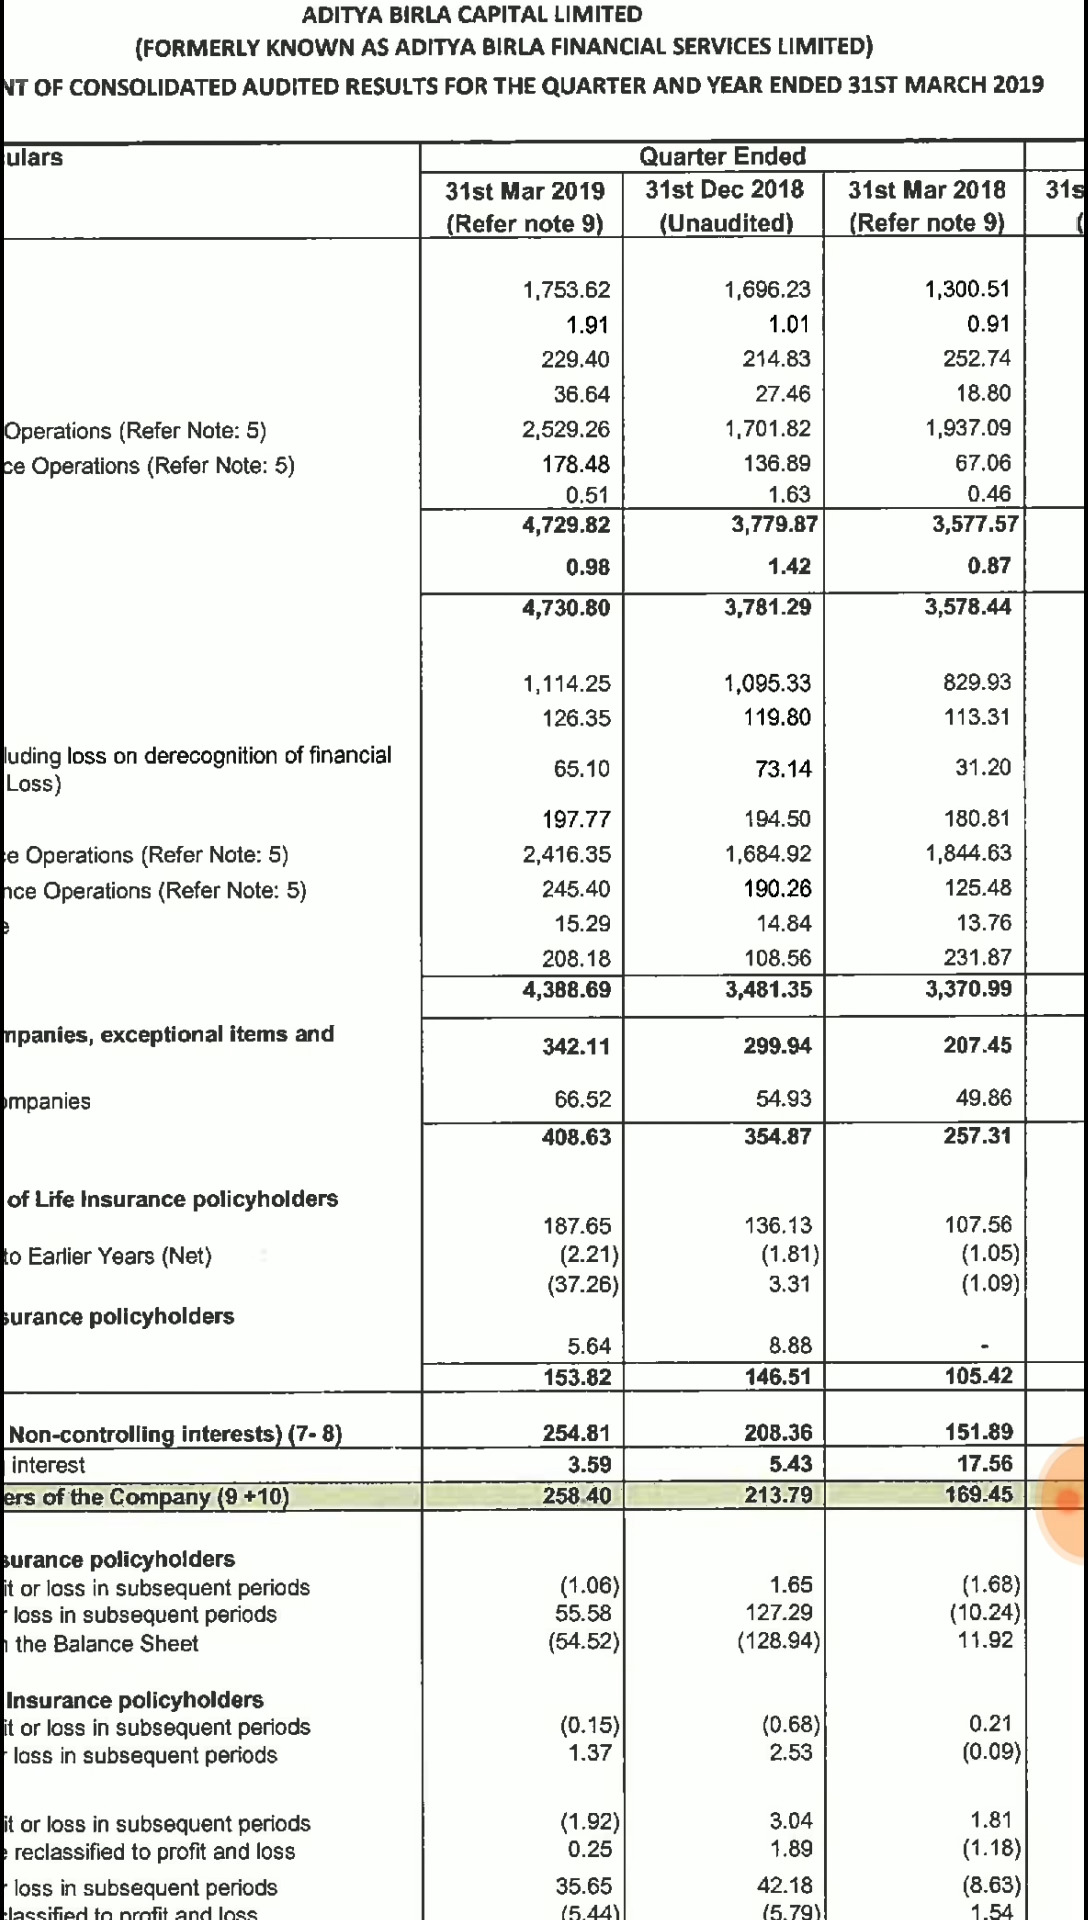 ADITYA BIRLA CAPITAL LIMITED
(FORMERLY KNOWN AS ADITYA BIRLA FINANCIAL SERVICES LIMITED)
NT OF CONSOLIDATED AUDITED RESULTS FOR THE QUARTER AND YEAR ENDED 31ST MARCH 2019
ulars Quarter Ended
31st Mar 2019 31st Dec 2018 31st Mar 2018 31s
(Refer note 9) (Unaudited) (Refer note 9) (
1,753.62 1,696.23 1,300.51
1.91 1.01 0.91
229.40 214.83 252.74
36.64 27.46 18.80
Operations (Refer Note: 5) 2,529.26 1,701.82 1,937.09
ce Operations (Refer Note: 5) 178.48 136.89 67.06
0.51 1.63 0.46
4,729.82 3,779.87 3,577.57
0.98 1.42 0.87
4,730.80 3,781.29 3,578.44
1,114.25 1,095.33 829.93
126.35 119.80 113.31
luding loss on derecognition of financial
Loss) 65.10 73.14 31.20
197.77 194.50 180.81
e Operations (Refer Note: 5) 2,416.35 1,684.92 1,844.63
nce Operations (Refer Note: 5) 245.40 190.26 125.48
e 15.29 14.84 13.76
208.18 108.56 231.87
4,388.69 3,481.35 3,370.99
mpanies, exceptional items and 342.11 299.94 207.45
ompanies 66.52 54.93 49.86
408.63 354.87 257.31
of Life Insurance policyholders
187.65 136.13 107.56
to Earlier Years (Net) (2.21) (1.81) (1.05)
(37.26) 3.31 (1.09)
surance policyholders
5.64 8.88 -
153.82 146.51 105.42
Non-controlling interests) (7- 8) 254.81 208.36 151.89
interest 3.59 5.43 17.56
ers of the Company (9 +10) 258.40 213.79 169.45
surance policyholders
it or loss in subsequent periods (1.06) 1.65 (1.68)
r loss in subsequent periods 55.58 127.29 (10.24)
n the Balance Sheet (54.52) (128.94) 11.92
Insurance policyholders
it or loss in subsequent periods (0.15) (0.68) 0.21
r loss in subsequent periods 1.37 2.53 (0.09)
it or loss in subsequent periods (1.92) 3.04 1.81
e reclassified to profit and loss 0.25 1.89 (1.18)
r loss in subsequent periods 35.65 42.18 (8.63)
classified to profit and loss (5.44) (5.79) 1.54